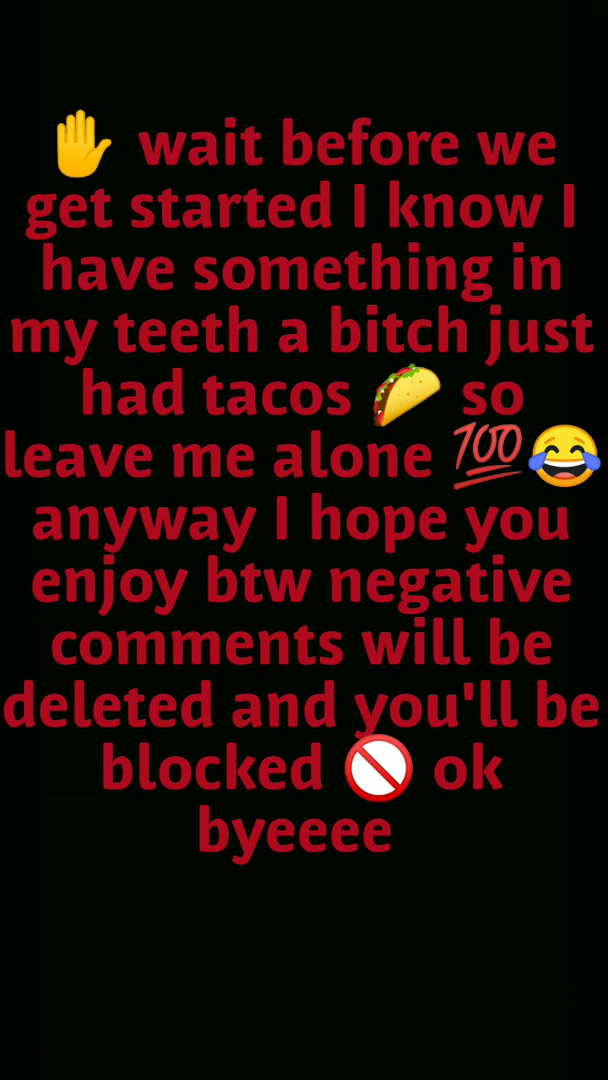 ✋ wait before we
get started I know I
have something in
my teeth a bitch just
had tacos 🌮 so
leave me alone 💯😂
anyway I hope you
enjoy btw negative
comments will be
deleted and you'll be
blocked 🚫 ok
byeeee